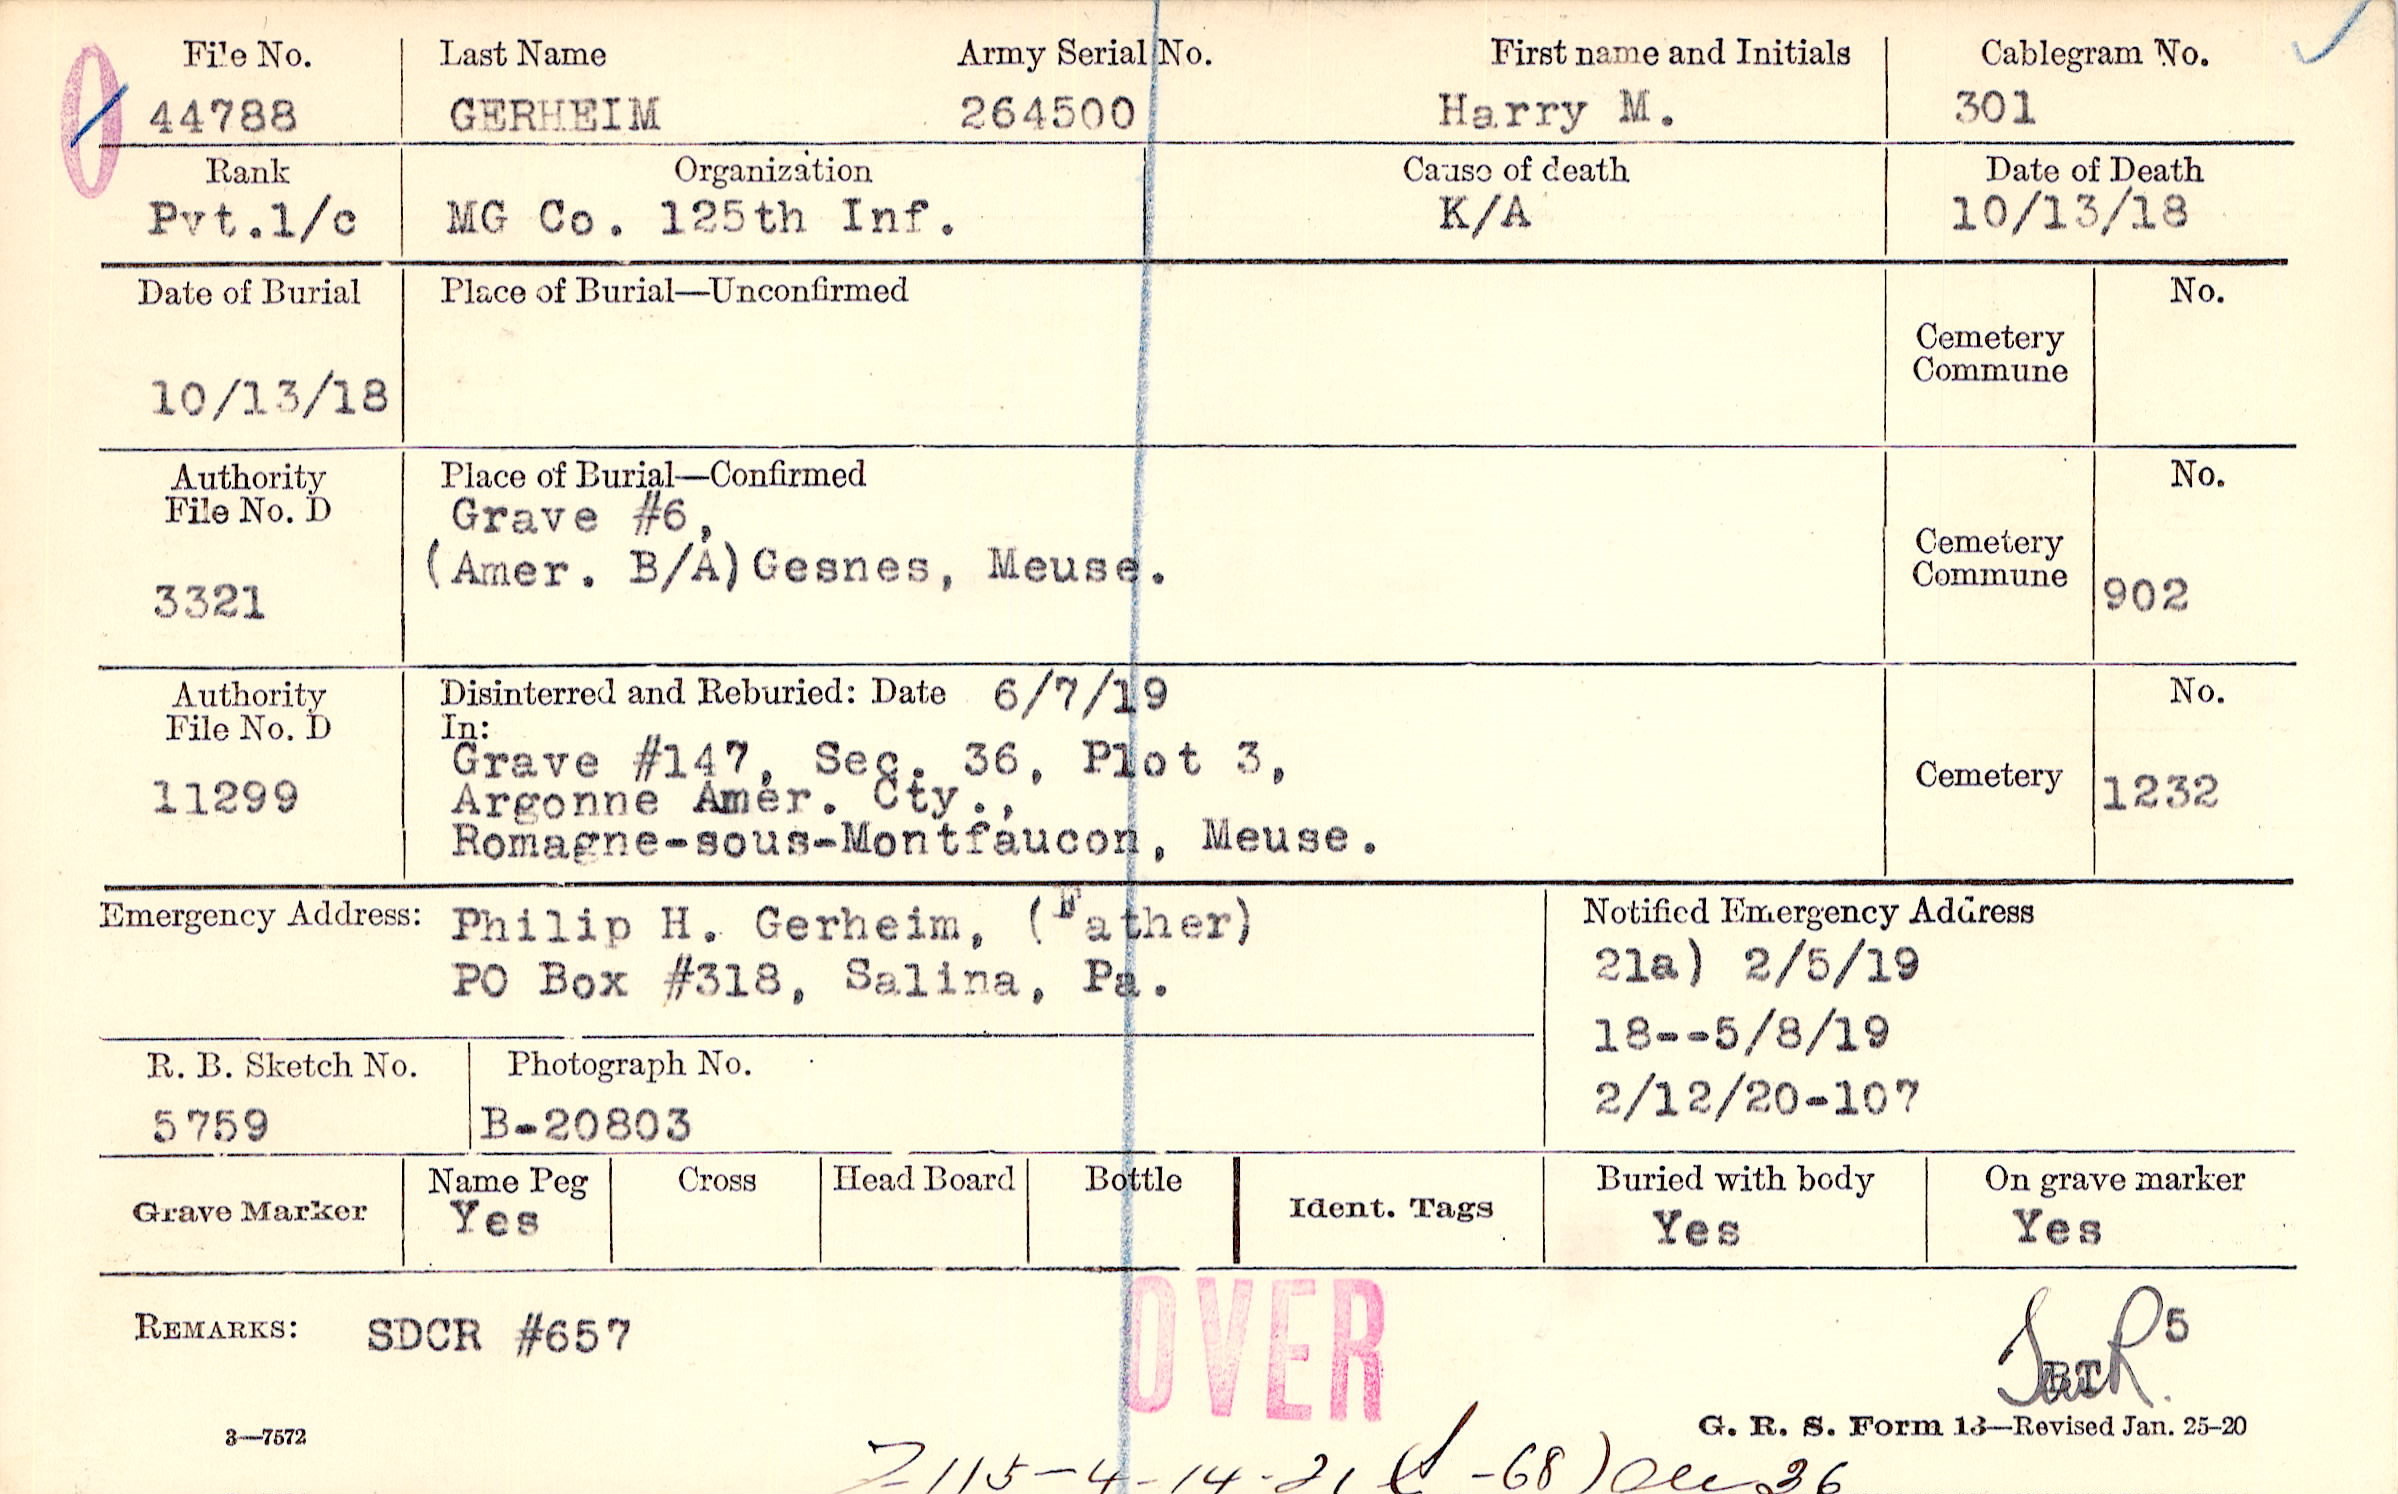 File No. Last Name Army Serial No. First name and Initials Cablegram No.
44788 GERHEIM 264500 Harry M. 301
Rank Organization Cause of death Date of Death
Pvt.1/c MG Co. 125th Inf. K/A 10/13/18
Date of Burial Place of Burial—Unconfirmed No.
Cemetery
Commune
10/13/18
Authority Place of Burial—Confirmed No.
File No. D Grave #6,
(Amer. B/A)Gesnes, Meuse. Cemetery
Commune
3321 902
Authority Disinterred and Reburied: Date 6/7/19 No.
File No. D In:
Grave #147, Sec. 36, Plot 3,
11299 Argonne Amer. Cty., Cemetery 1232
Romagne-sous-Montfaucon, Meuse.
Emergency Address: Philip H. Gerheim, (Father) Notified Emergency Address
PO Box #318, Salina, Pa. 21a) 2/5/19
18--5/8/19
R. B. Sketch No. Photograph No.
5759 B-20803 2/12/20-107
Grave Marker Name Peg Cross Head Board Bottle Ident. Tags Buried with body On grave marker
Yes Yes Yes
REMARKS: SDCR #657 OVER 5
3—7572 G. R. S. Form 13—Revised Jan. 25-20
115-4-14-21 -68) 36